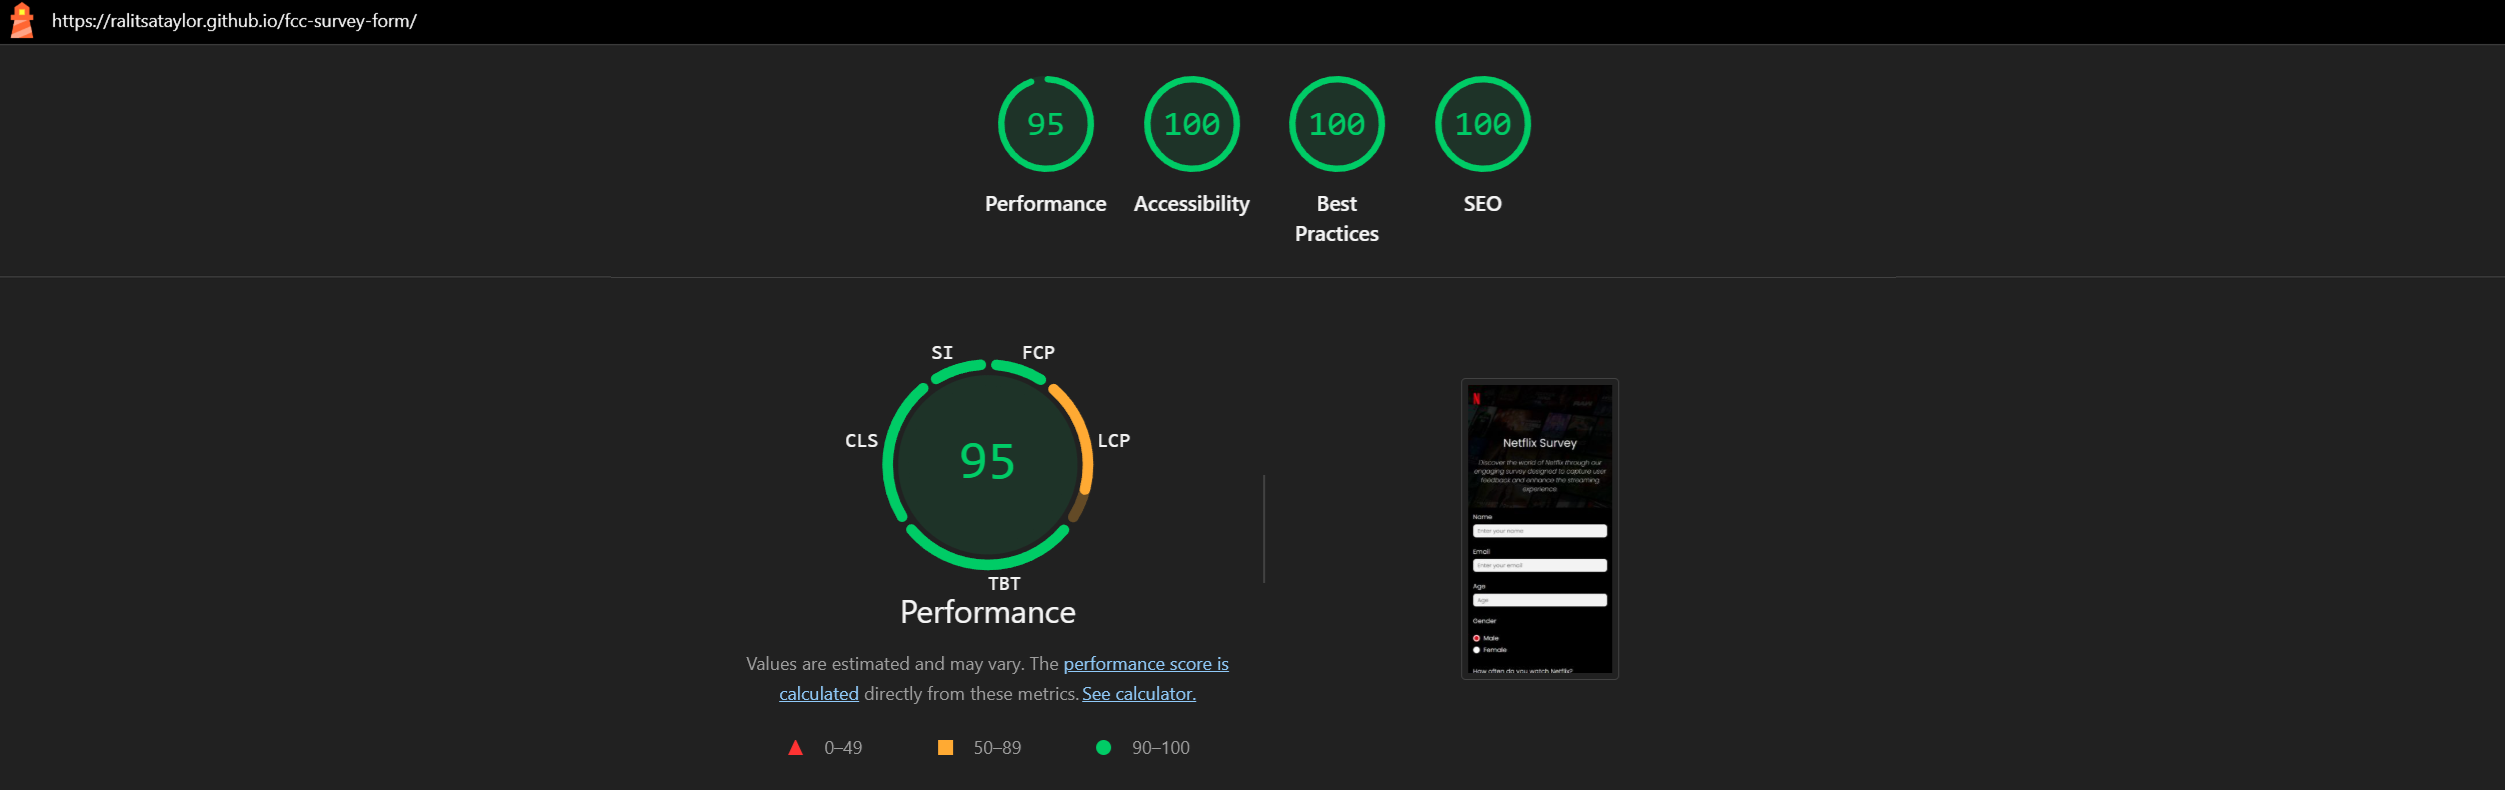 https://ralitsataylor.github.io/fcc-survey-form/
95
100
100
100
Performance
Accessibility
Best
Practices
SEO
SI
FCP
CLS
95
LCP
TBT
Performance
Values are estimated and may vary. The performance score is
calculated directly from these metrics. See calculator.
0–49
50–89
90–100
N
Netflix Survey
Discover the world of Netflix through our
engaging survey designed to capture user
feedback and enhance the streaming
experience
Name
Enter your name
Email
Enter your email
Age
Age
Gender
Male
Female
How often do you watch Netflix?